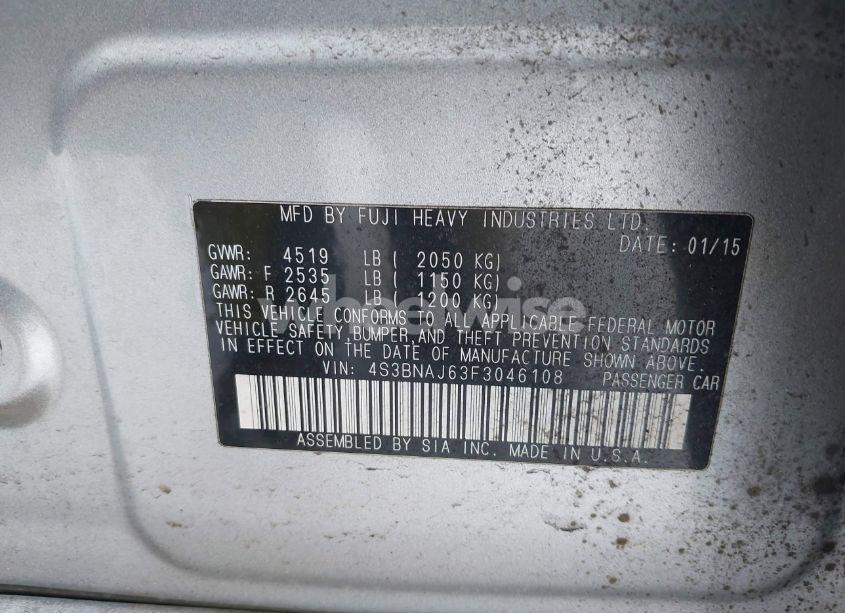 MFD BY FUJI HEAVY INDUSTRIES LTD.
DATE: 01/15
GVWR: 4519 LB ( 2050 KG)
GAWR: F 2535 LB ( 1150 KG)
GAWR: R 2645 LB ( 1200 KG)
THIS VEHICLE CONFORMS TO ALL APPLICABLE FEDERAL MOTOR
VEHICLE SAFETY,BUMPER,AND THEFT PREVENTION STANDARDS
IN EFFECT ON THE DATE OF MANUFACTURE SHOWN ABOVE.
VIN: 4S3BNAJ63F3046108 PASSENGER CAR
ASSEMBLED BY SIA INC. MADE IN U.S.A.